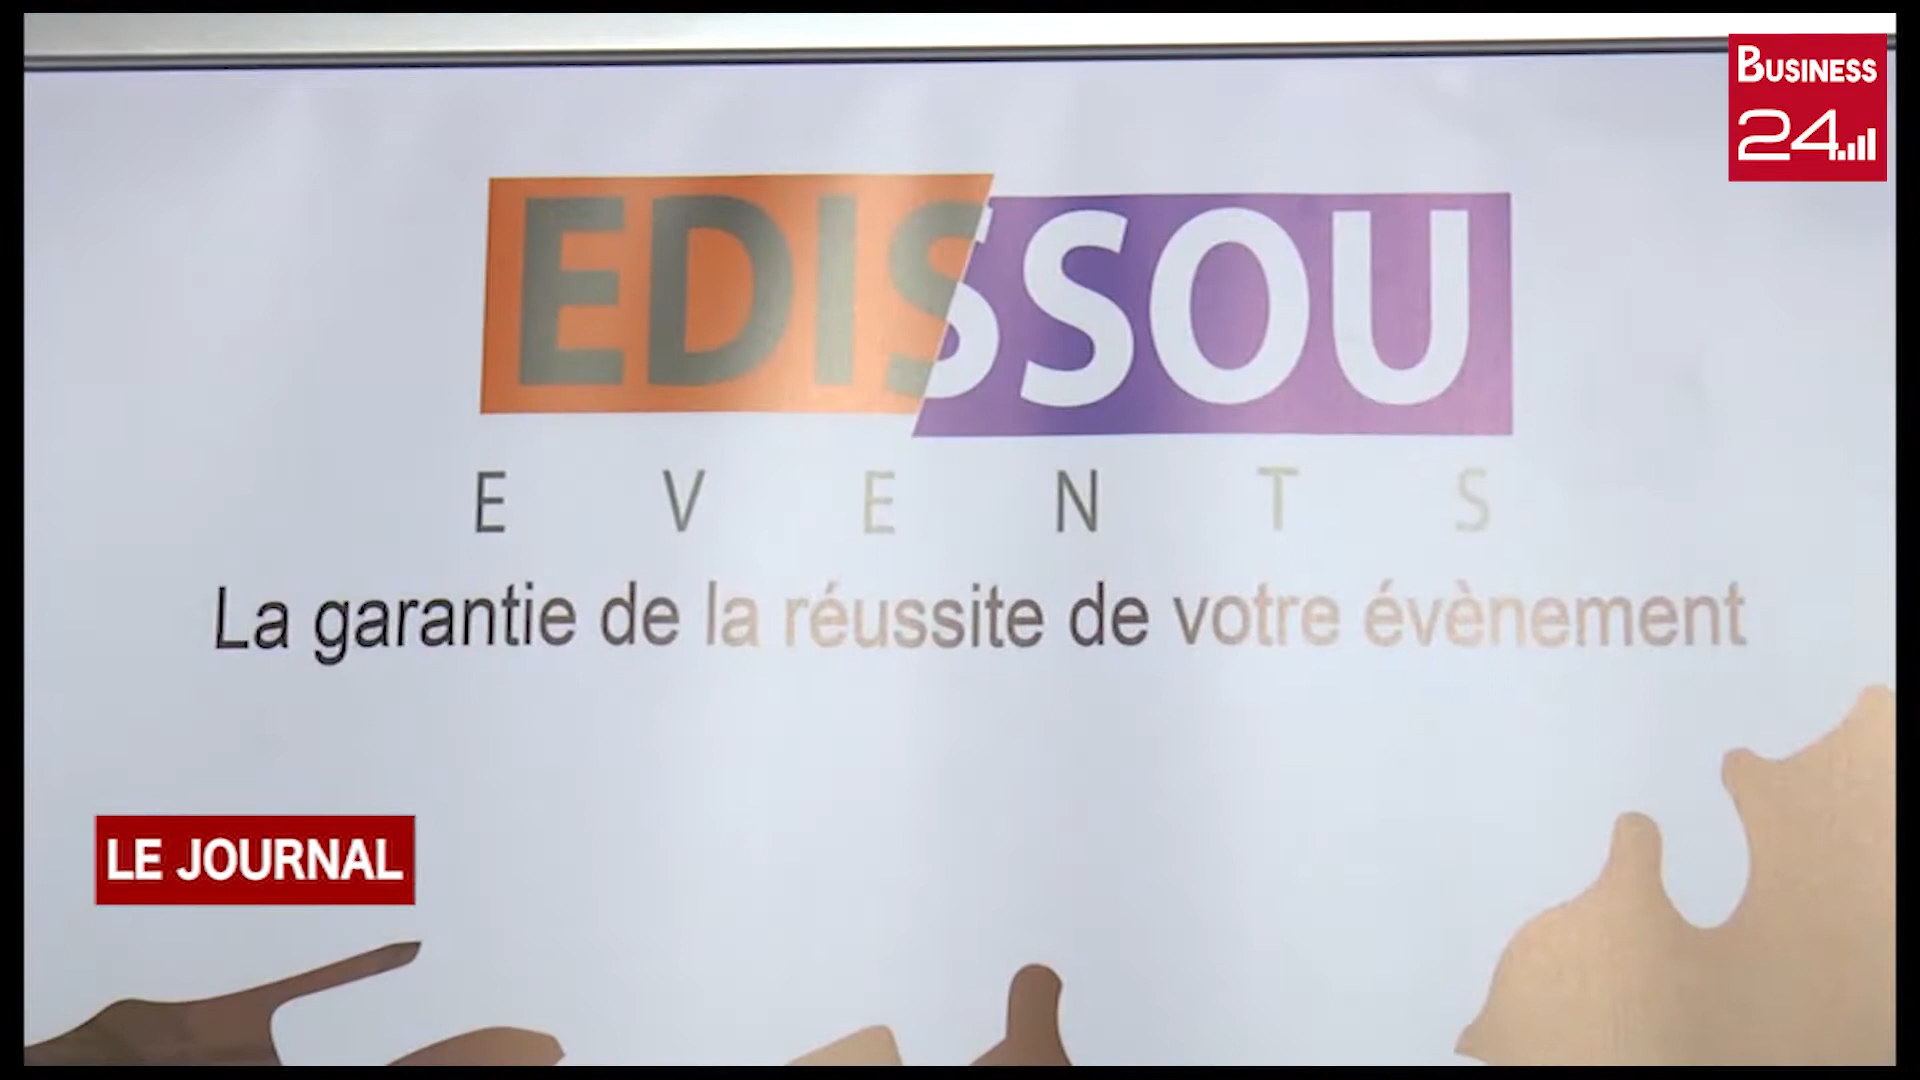 BUSINESS
24
EDISSOU
EVENTS
La garantie de la réussite de votre évènement
LE JOURNAL